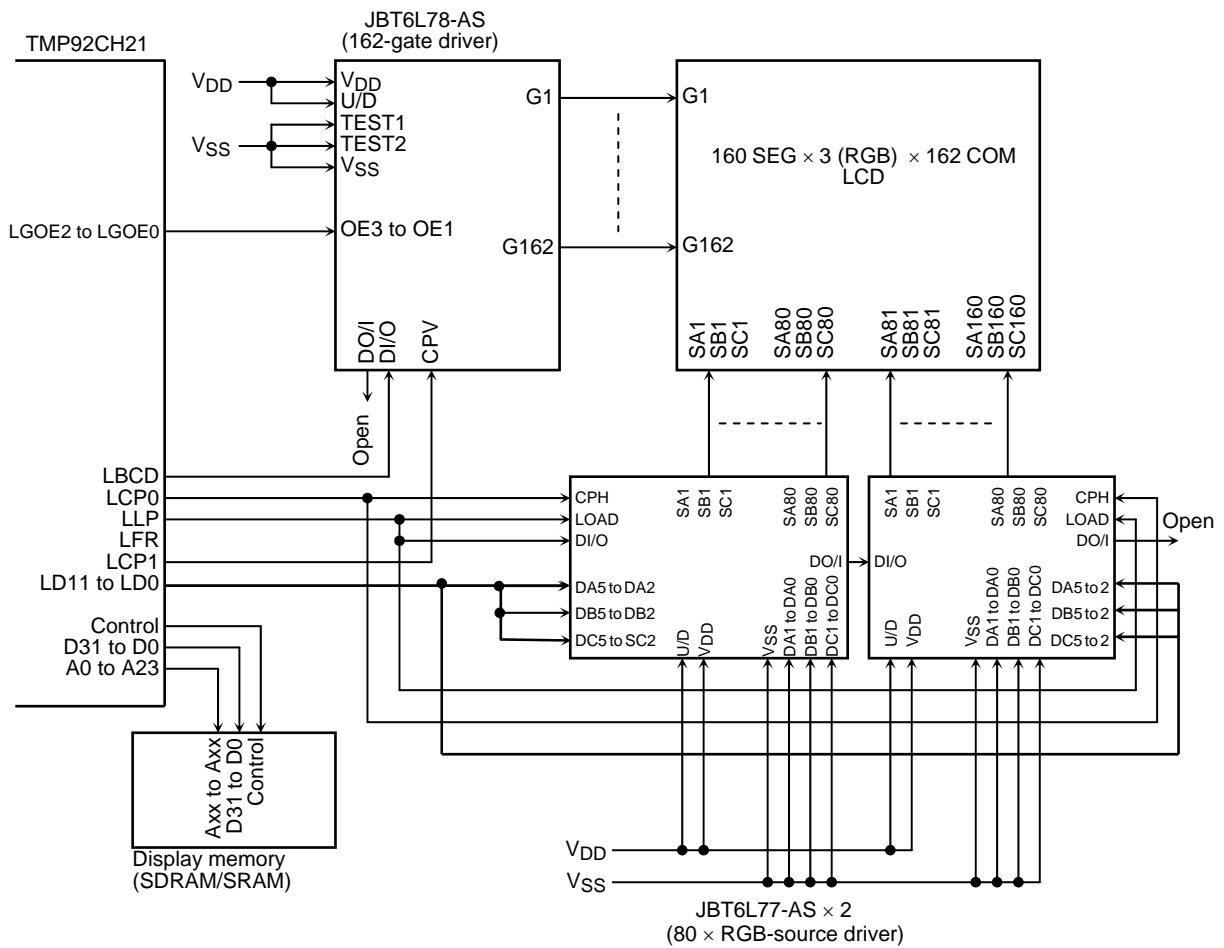 TMP92CH21
JBT6L78-AS
(162-gate driver)
VDD
VSS
VDD
U/D
TEST1
TEST2
VSS
G1
G1
160 SEG × 3 (RGB) × 162 COM
LCD
LGOE2 to LGOE0
OE3 to OE1
G162
G162
DO/I
DI/O
CPV
SA1
SB1
SC1
SA80
SB80
SC80
SA81
SB81
SC81
SA160
SB160
SC160
Open
LBCD
LCP0
LLP
LFR
LCP1
LD11 to LD0
Control
D31 to D0
A0 to A23
CPH
LOAD
DI/O
DA5 to DA2
DB5 to DB2
DC5 to SC2
SA1
SB1
SC1
SA80
SB80
SC80
DO/I
U/D
VDD
VSS
DA1 to DA0
DB1 to DB0
DC1 to DC0
DI/O
SA1
SB1
SC1
SA80
SB80
SC80
CPH
LOAD
DO/I
Open
DA5 to 2
DB5 to 2
DC5 to 2
U/D
VDD
VSS
DA1 to DA0
DB1 to DB0
DC1 to DC0
Axx to Axx
D31 to D0
Control
Display memory
(SDRAM/SRAM)
VDD
VSS
JBT6L77-AS × 2
(80 × RGB-source driver)